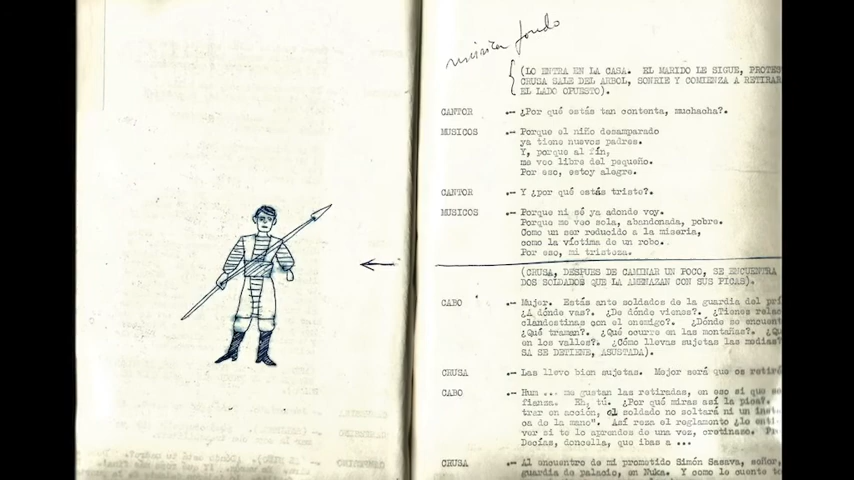 música fondo
(LO ENTRA EN LA CASA. EL MARIDO LE SIGUE,
CRUSA SALE DEL ARBOL, SONRIE Y COMIENZA A
EL LADO OPUESTO).
CANTOR .-- ¿Por qué estás tan contenta, muchacha?.
MUSICOS .-- Porque el niño desamparado
ya tiene nuevos padres.
Y, porque al fín,
me veo libre del pequeño.
Por eso, estoy alegre.
CANTOR .-- Y ¿por qué estás triste?.
MUSICOS .-- Porque ni sé ya adonde voy.
Porque me veo sola, abandonada, pobre.
Como un ser reducido a la miseria,
como la víctima de un robo.
Por eso, mi tristeza.
(CRUSA, DESPUES DE CAMINAR UN POCO, SE ENCUENTRA
DOS SOLDADOS QUE LA AMENAZAN CON SUS PICAS).
CABO .-- Mujer. Estás ante soldados de la guardia del
¿A dónde vas?. ¿De dónde vienes?. ¿Tienes
clandestinas con el enemigo?. ¿Dónde se
¿Qué traman?. ¿Qué ocurre en las montañas?.
en los valles?. ¿Cómo llevas sujetas las medias?
SA SE DETIENE, ASUSTADA).
CRUSA .-- Las llevo bien sujetas. Mejor será que os
CABO .-- Hum ... me gustan las retiradas, en eso si que
fianza. Eh, tú. ¿Por qué miras así la pica?.
trar en acción, el soldado no soltará ni un
ca de la mano". Así reza el reglamento ¿lo
ver si te lo aprendes de una vez, cretinazo.
Decías, doncella, que ibas a ...
CRUSA .-- Al encuentro de mi prometido Simón Sasava, señor,
guardia de palacio, en Nuka. Y como le cuente